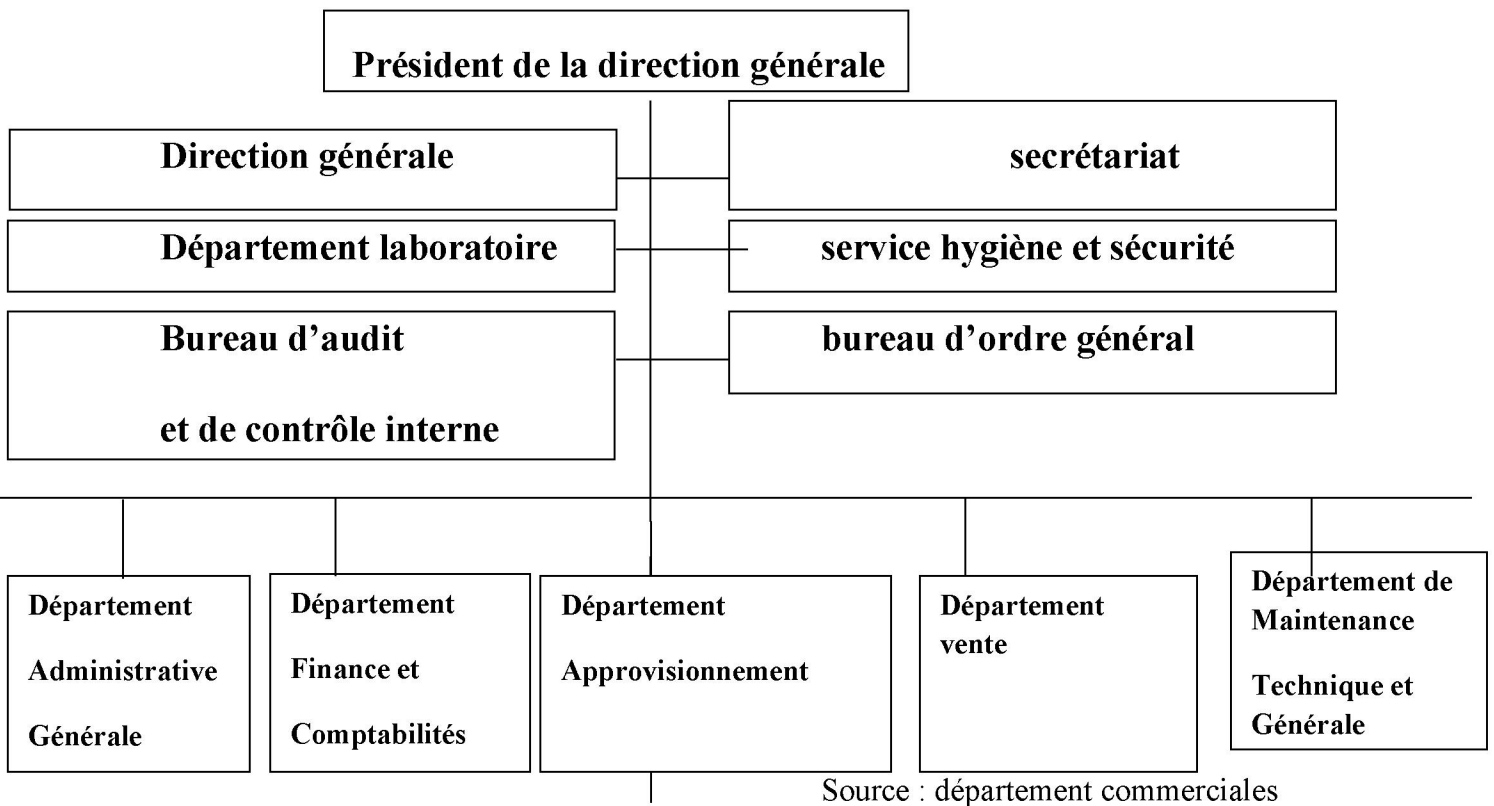 Président de la direction générale
Direction générale
secrétariat
Département laboratoire
service hygiène et sécurité
Bureau d’audit
et de contrôle interne
bureau d’ordre général
Département
Administrative
Générale
Département
Finance et
Comptabilités
Département
Approvisionnement
Département
vente
Département de
Maintenance
Technique et
Générale
Source : département commerciales